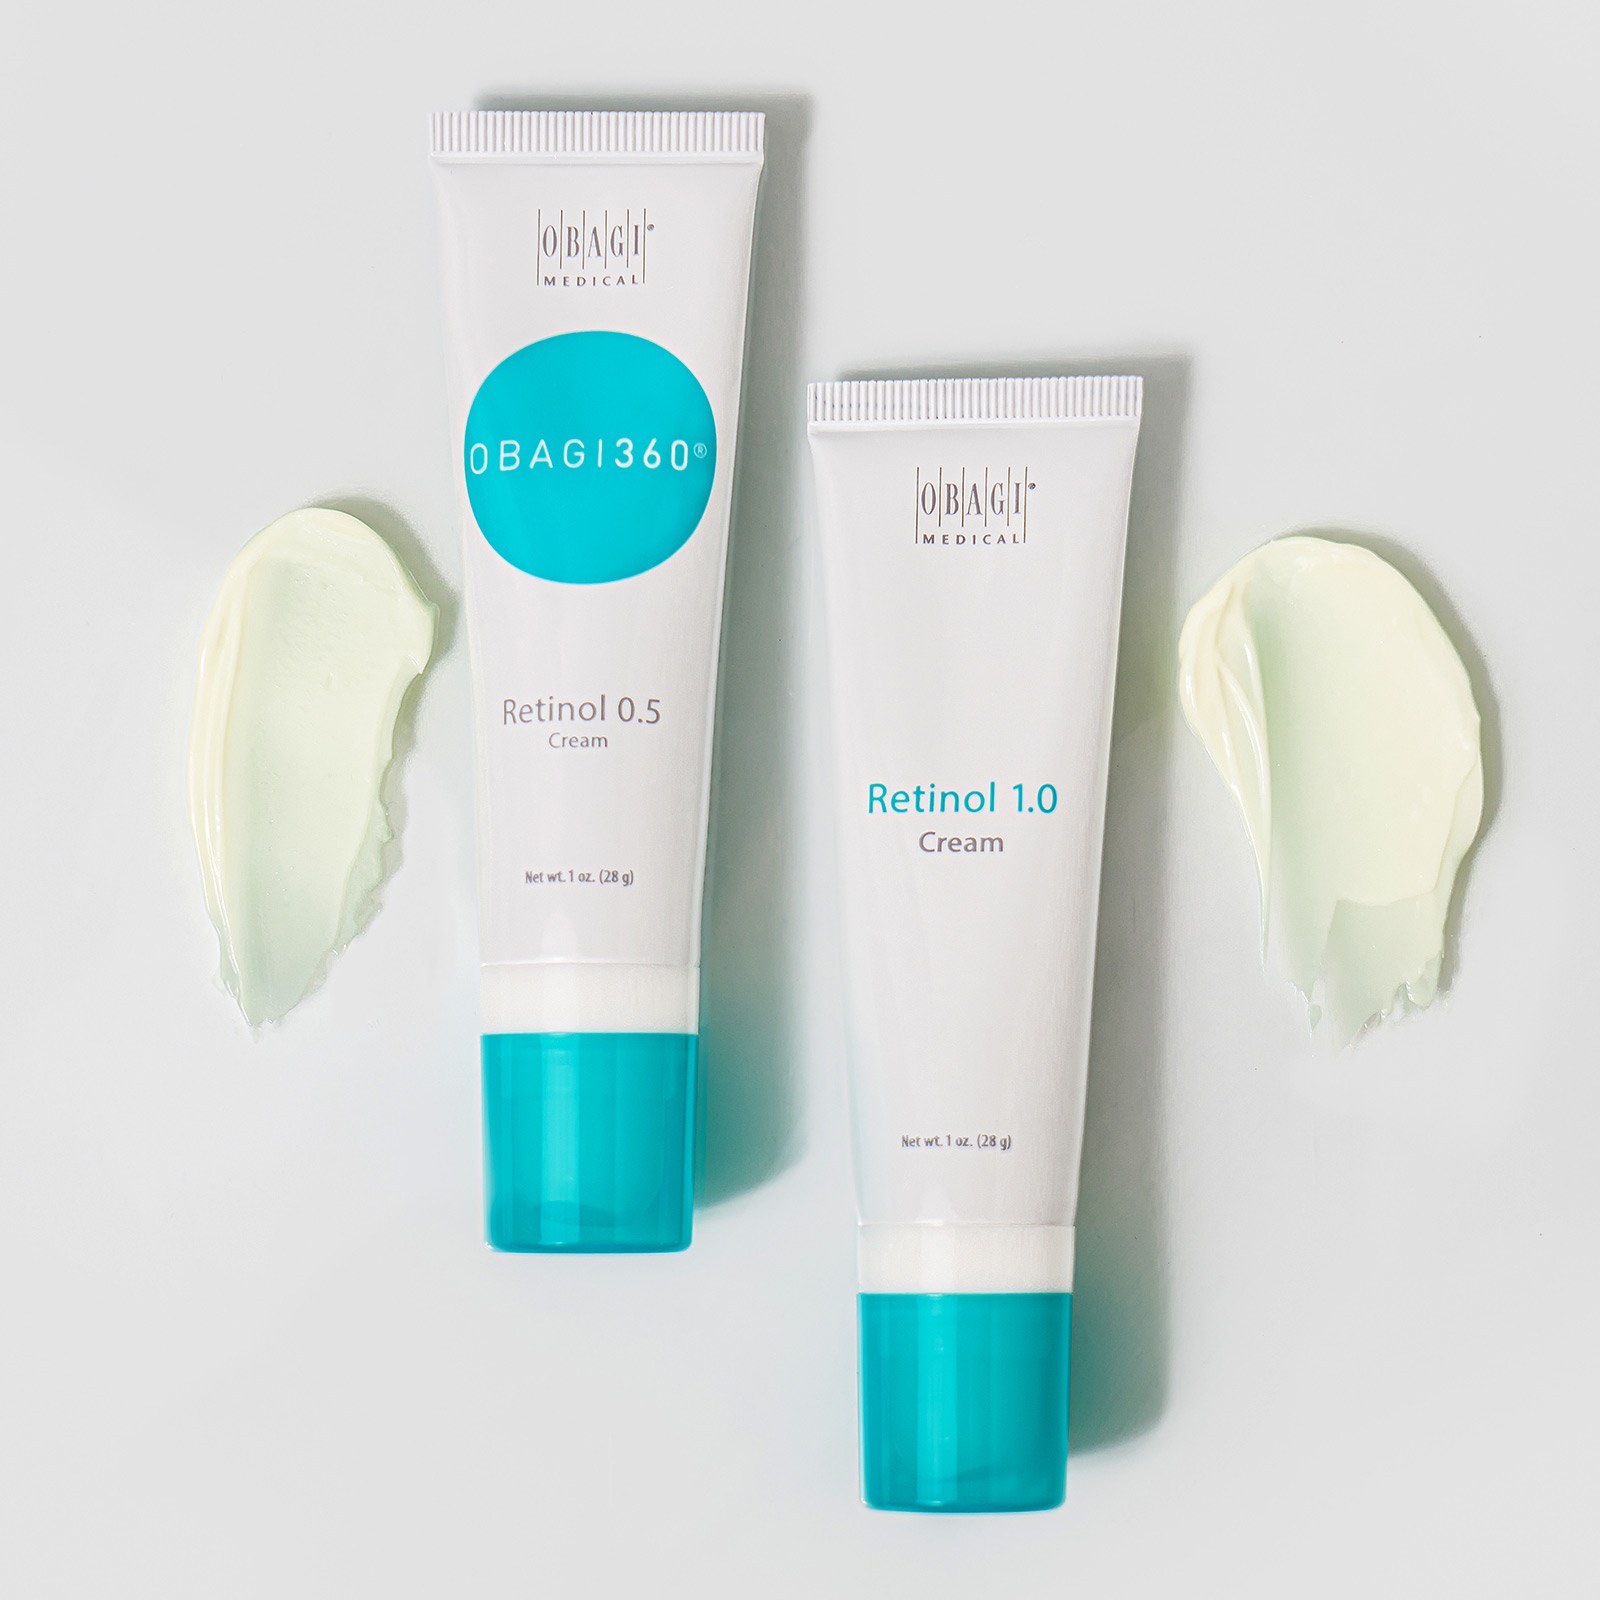 OBAGI®
MEDICAL
OBAGI360®
Retinol 0.5
Cream
Net wt. 1 oz. (28 g)
OBAGI®
MEDICAL
Retinol 1.0
Cream
Net wt. 1 oz. (28 g)